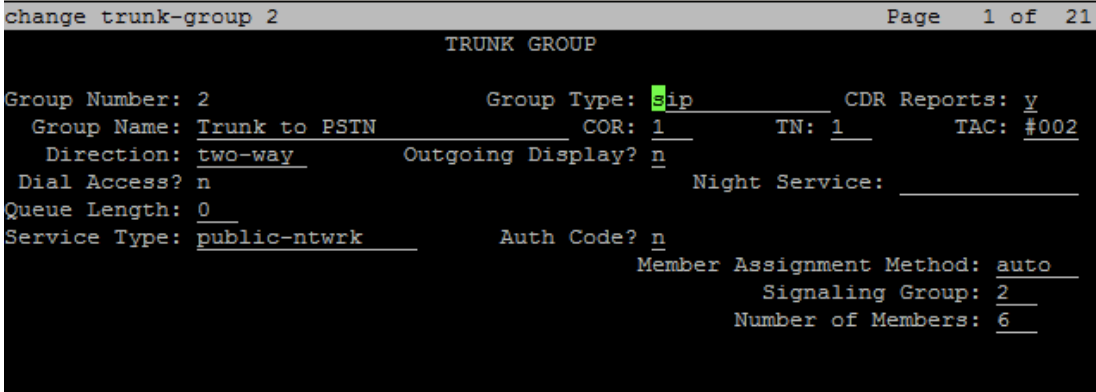 change trunk-group 2 Page 1 of 21
TRUNK GROUP
Group Number: 2 Group Type: sip CDR Reports: y
Group Name: Trunk to PSTN COR: 1 TN: 1 TAC: #002
Direction: two-way Outgoing Display? n
Dial Access? n Night Service:
Queue Length: 0
Service Type: public-ntwrk Auth Code? n
Member Assignment Method: auto
Signaling Group: 2
Number of Members: 6